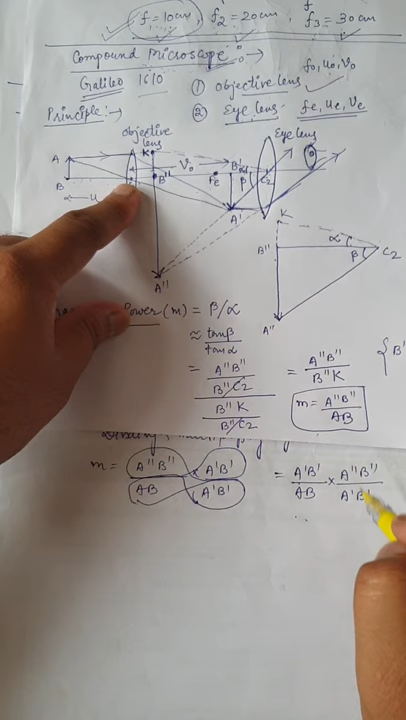 f₁=10cm, f₂=20cm, f₃=30cm
Compound Microscope :→
Galileo 1610 ① objective lens f₀, u₀, v₀
Principle :→ ② Eye lens fe, ue, ve
objective lens
Eye lens
A K V₀ B'
B B" Fe β C₂
u
A'
K
B" α
β C₂
A"
A"
Power (m) = β/α
≈ tanβ/tanα
= A"B"/B"C₂ / B"K/B"C₂ = A"B"/B"K { B'
m = A"B"/AB
m = A"B"/AB × A'B'/A'B' = A'B'/AB × A"B"/A'B'